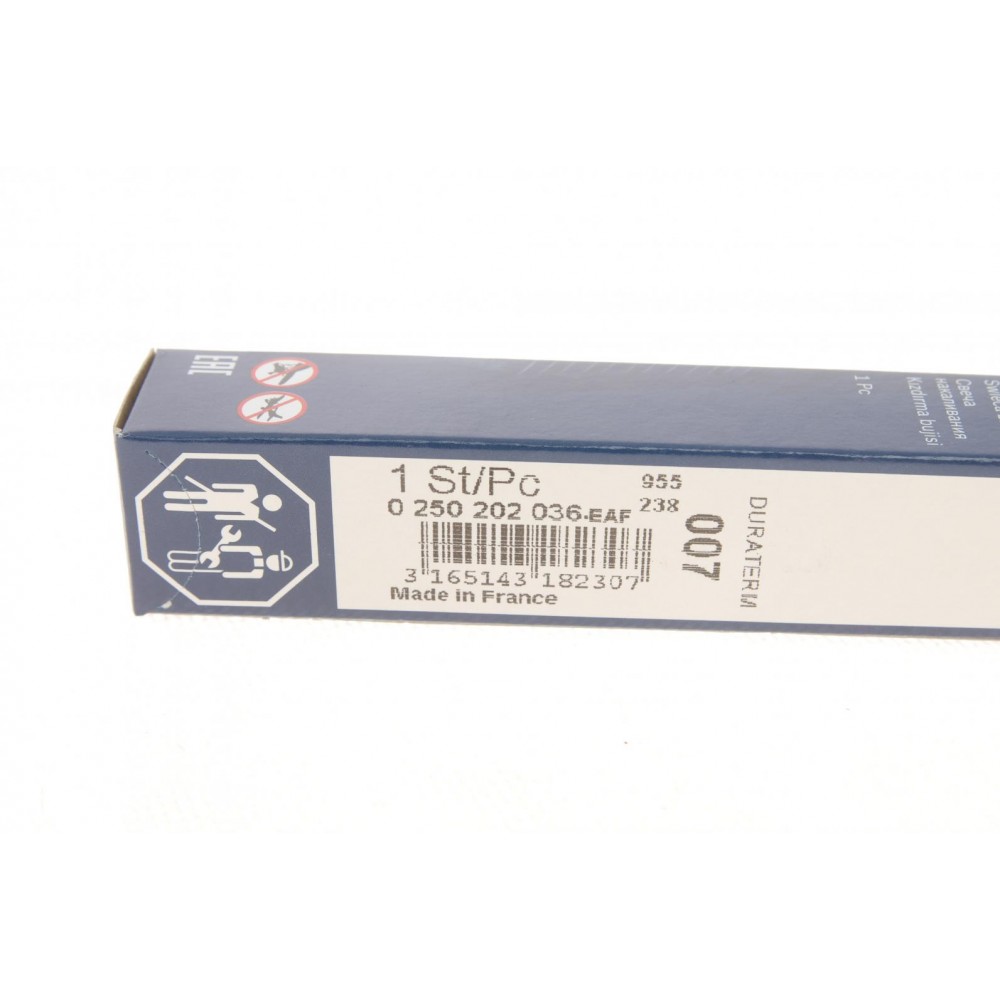 EAC
1 Pc
Свеча
накаливания
Kızdırma bujisi
1 St/Pc
0 250 202 036-EAF
955
238
007
DURATERM
3 165143 182307
Made in France